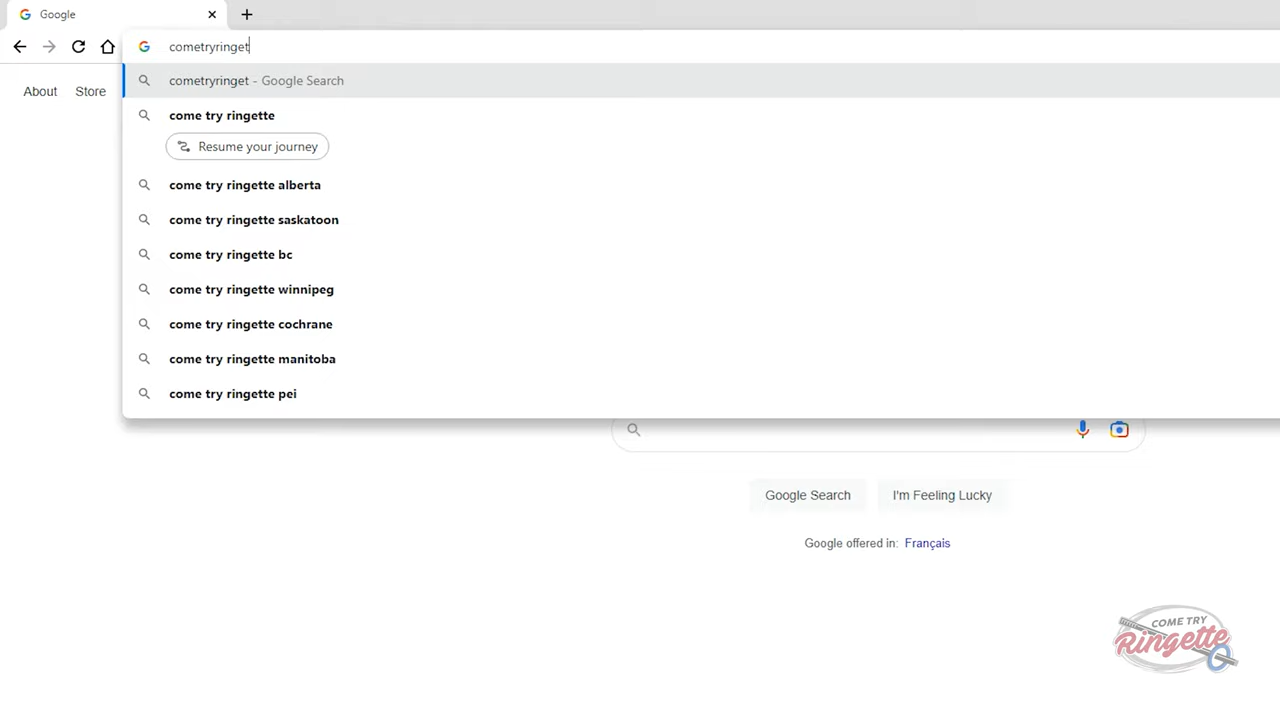 Google
cometryringet
cometryringet - Google Search
About
Store
come try ringette
Resume your journey
come try ringette alberta
come try ringette saskatoon
come try ringette bc
come try ringette winnipeg
come try ringette cochrane
come try ringette manitoba
come try ringette pei
Google Search
I'm Feeling Lucky
Google offered in: Français
COME TRY
Ringette